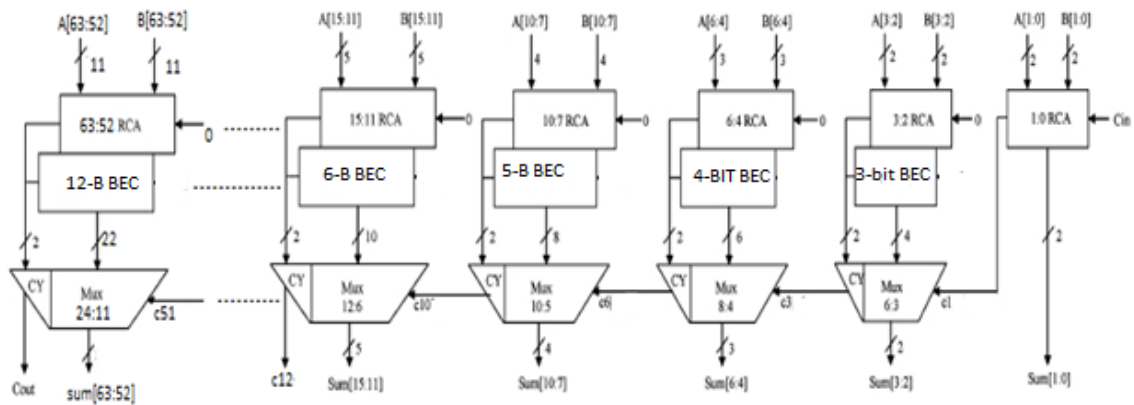 A[63:52] B[63:52] A[15:11] B[15:11] A[10:7] B[10:7] A[6:4] B[6:4] A[3:2] B[3:2] A[1:0] B[1:0]
11 11 5 5 4 4 3 3 2 2 2 2
63:52 RCA 0 15:11 RCA 0 10:7 RCA 0 6:4 RCA 0 3:2 RCA 0 1:0 RCA Cin
12-B BEC 6-B BEC 5-B BEC 4-BIT BEC 3-bit BEC
2 22 2 10 2 8 2 6 2 4 2
CY Mux 24:11 c51 CY Mux 12:6 c10 CY Mux 10:5 c6 CY Mux 8:4 c3 CY Mux 6:3 c1
5 4 3 2
Cout sum[63:52] c12 Sum[15:11] Sum[10:7] Sum[6:4] Sum[3:2] Sum[1:0]